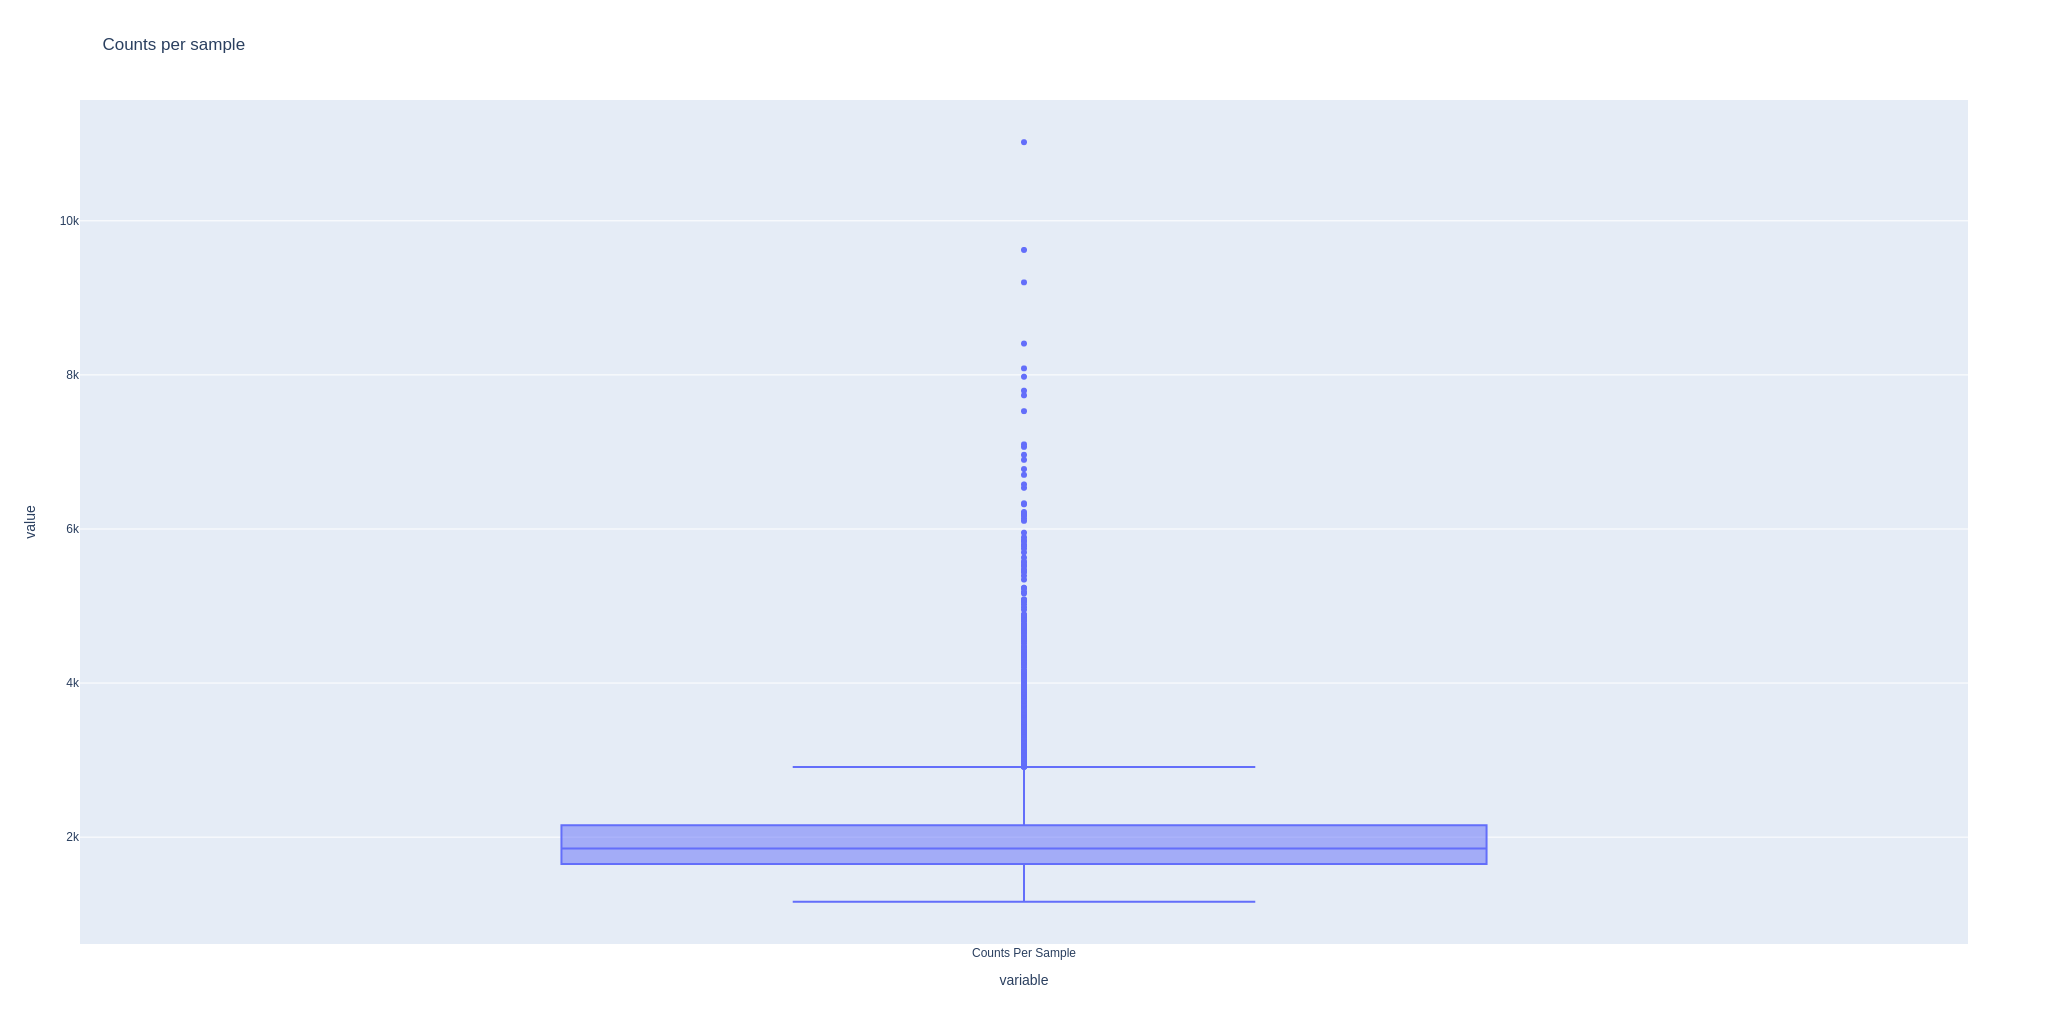 Counts per sample
10k
8k
6k
4k
2k
value
Counts Per Sample
variable